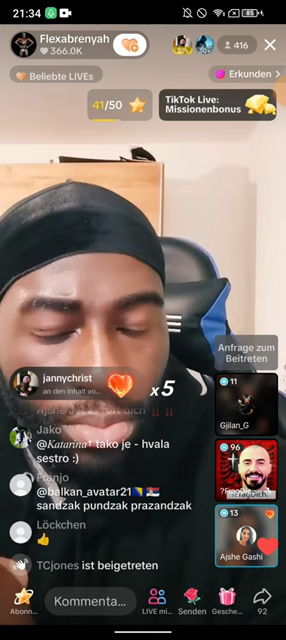 21:34
85
Flexabrenyah
366.0K
416
Beliebte LIVEs
Erkunden
41/50
TikTok Live:
Missionenbonus
Anfrage zum
Beitreten
jannychrist
an den Inhalt vo...
x5
11
Gjilan_G
Jako
@Katarina tako je - hvala
sestro :)
96
Franjo
@balkan_avatar21
sandzak pundzak prazandzak
13
Ajshe Gashi
Löckchen
TCjones ist beigetreten
Abonn...
Kommenta...
LIVE mi...
Senden
Gesche...
92